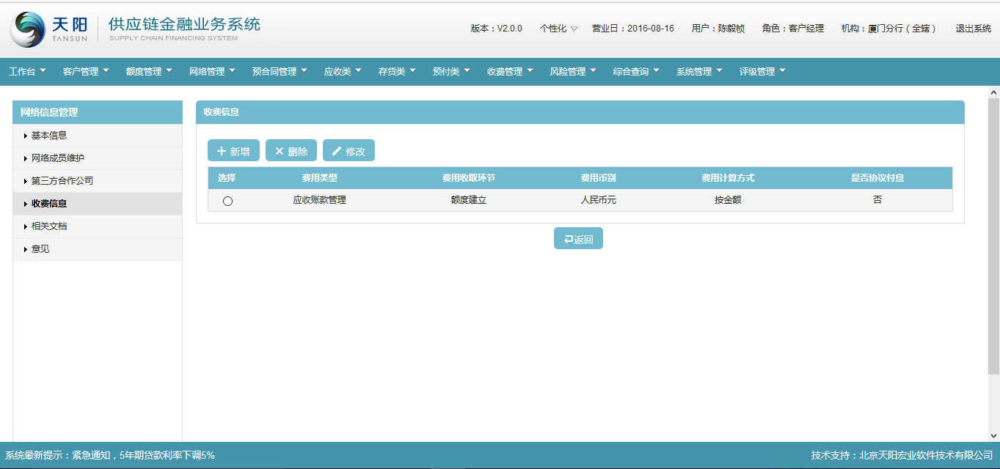 天阳 供应链金融业务系统
TANSUN SUPPLY CHAIN FINANCING SYSTEM
版本：V2.0.0 个性化 营业日：2016-08-16 用户：陈毅桢 角色：客户经理 机构：厦门分行（全辖） 退出系统
工作台 客户管理 额度管理 网络管理 预合同管理 应收类 存货类 预付类 收费管理 风险管理 综合查询 系统管理 评级管理
网络信息管理
基本信息
网络成员维护
第三方合作公司
收费信息
相关文档
意见
收费信息
新增 删除 修改
选择 费用类型 费用收取环节 费用币别 费用计算方式 是否协议付息
应收账款管理 额度建立 人民币元 按金额 否
返回
系统最新提示：紧急通知，5年期贷款利率下调5% 技术支持：北京天阳宏业软件技术有限公司